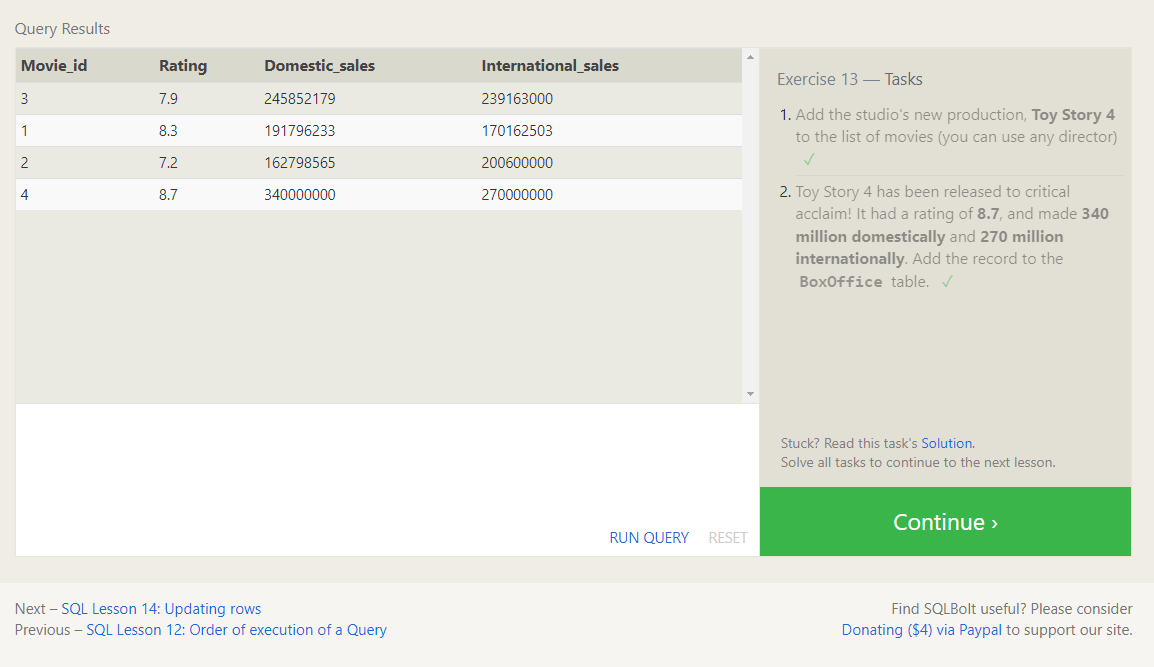 Query Results
Movie_id Rating Domestic_sales International_sales
3 7.9 245852179 239163000
1 8.3 191796233 170162503
2 7.2 162798565 200600000
4 8.7 340000000 270000000
RUN QUERY RESET
Exercise 13 — Tasks
1. Add the studio's new production, Toy Story 4
to the list of movies (you can use any director)
✓
2. Toy Story 4 has been released to critical
acclaim! It had a rating of 8.7, and made 340
million domestically and 270 million
internationally. Add the record to the
BoxOffice table. ✓
Stuck? Read this task's Solution.
Solve all tasks to continue to the next lesson.
Continue ›
Next – SQL Lesson 14: Updating rows
Previous – SQL Lesson 12: Order of execution of a Query
Find SQLBolt useful? Please consider
Donating ($4) via Paypal to support our site.